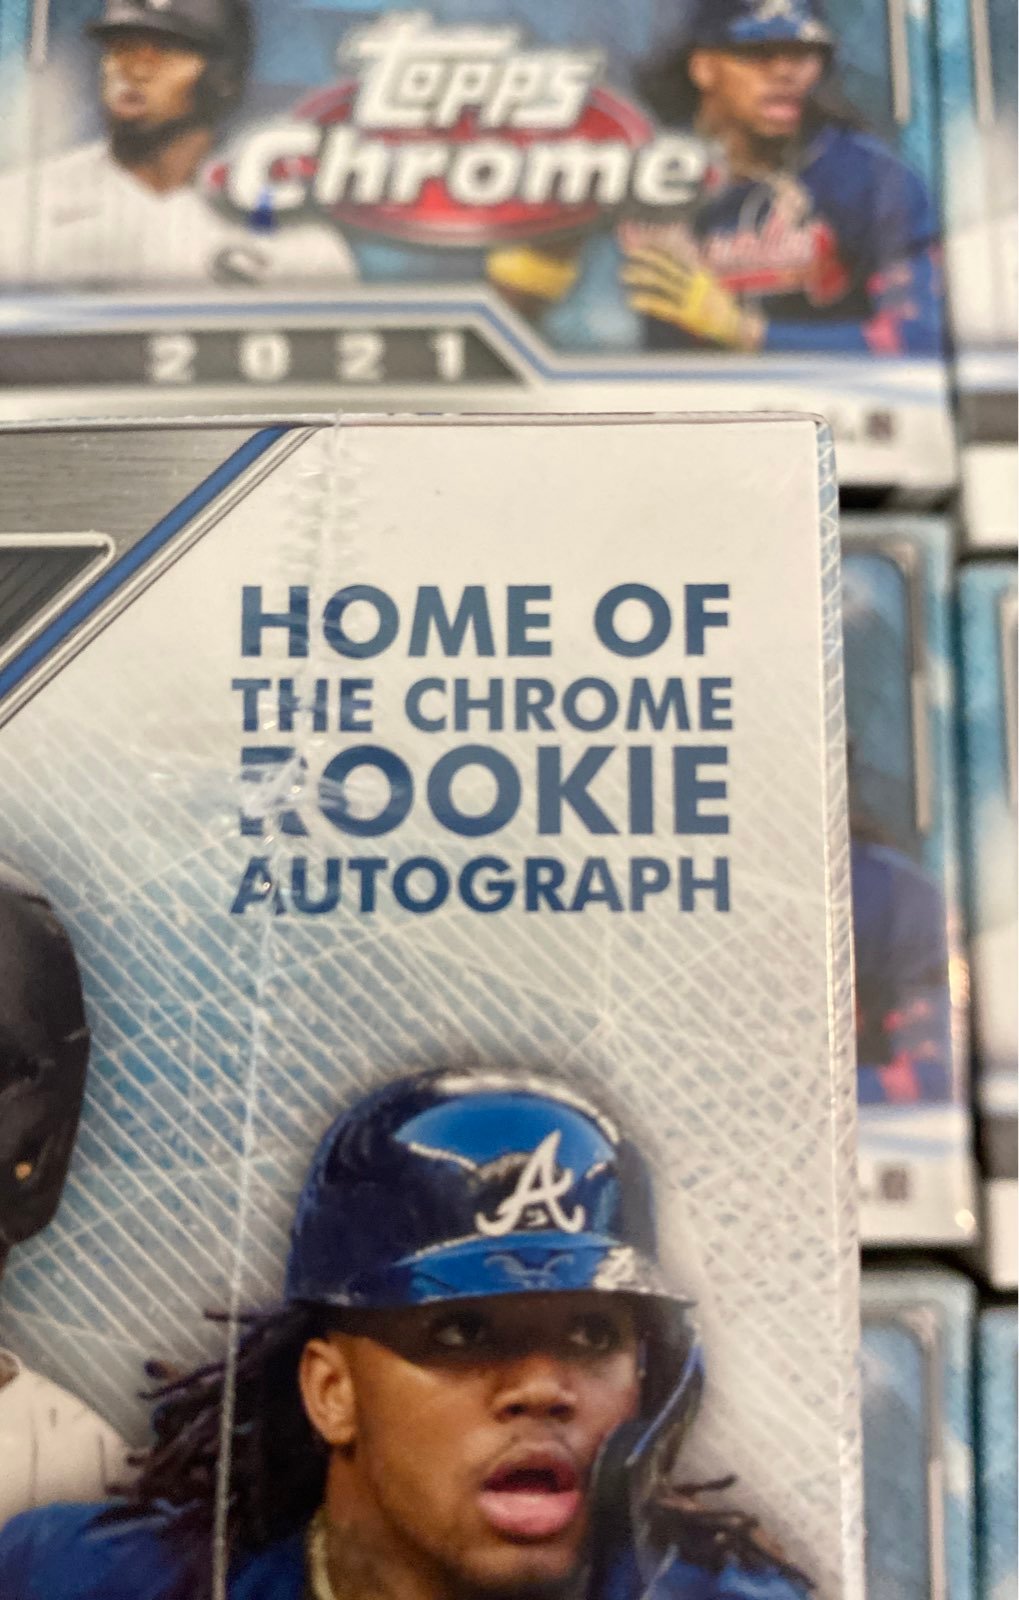 Topps
Chrome
2021
HOME OF
THE CHROME
ROOKIE
AUTOGRAPH
A